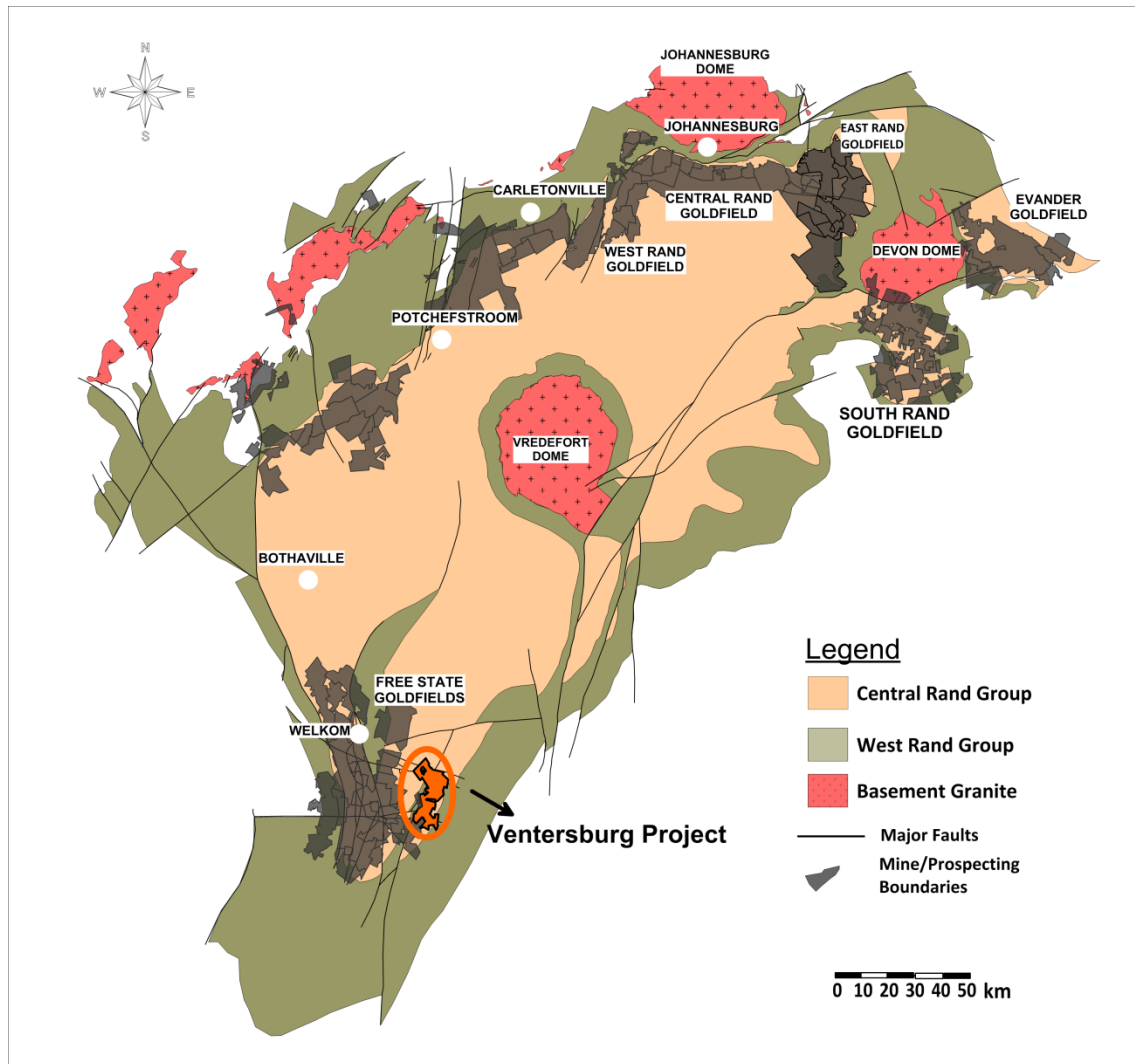 N
W
E
S
JOHANNESBURG
DOME
JOHANNESBURG
EAST RAND
GOLDFIELD
CARLETONVILLE
CENTRAL RAND
GOLDFIELD
EVANDER
GOLDFIELD
WEST RAND
GOLDFIELD
DEVON DOME
POTCHEFSTROOM
SOUTH RAND
GOLDFIELD
VREDEFORT
DOME
BOTHAVILLE
FREE STATE
GOLDFIELDS
WELKOM
Ventersburg Project
Legend
Central Rand Group
West Rand Group
Basement Granite
Major Faults
Mine/Prospecting
Boundaries
0 10 20 30 40 50 km